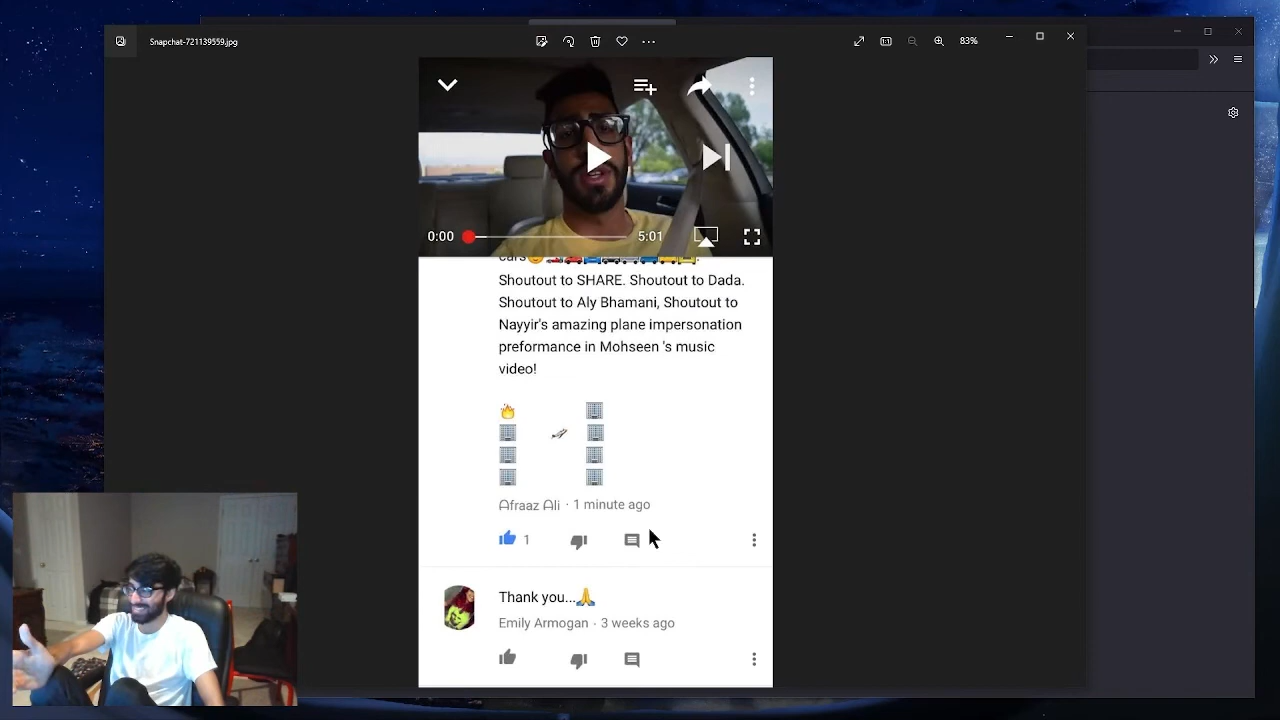 Snapchat-721139559.jpg
83%
0:00
5:01
cars😊🏎🚗🚙🚓🚔🚍🚕🚖.
Shoutout to SHARE. Shoutout to Dada.
Shoutout to Aly Bhamani, Shoutout to
Nayyir's amazing plane impersonation
preformance in Mohseen 's music
video!
🔥 🏢
🏢 🛩 🏢
🏢 🏢
🏢 🏢
Afraaz Ali · 1 minute ago
1
Thank you...🙏
Emily Armogan · 3 weeks ago